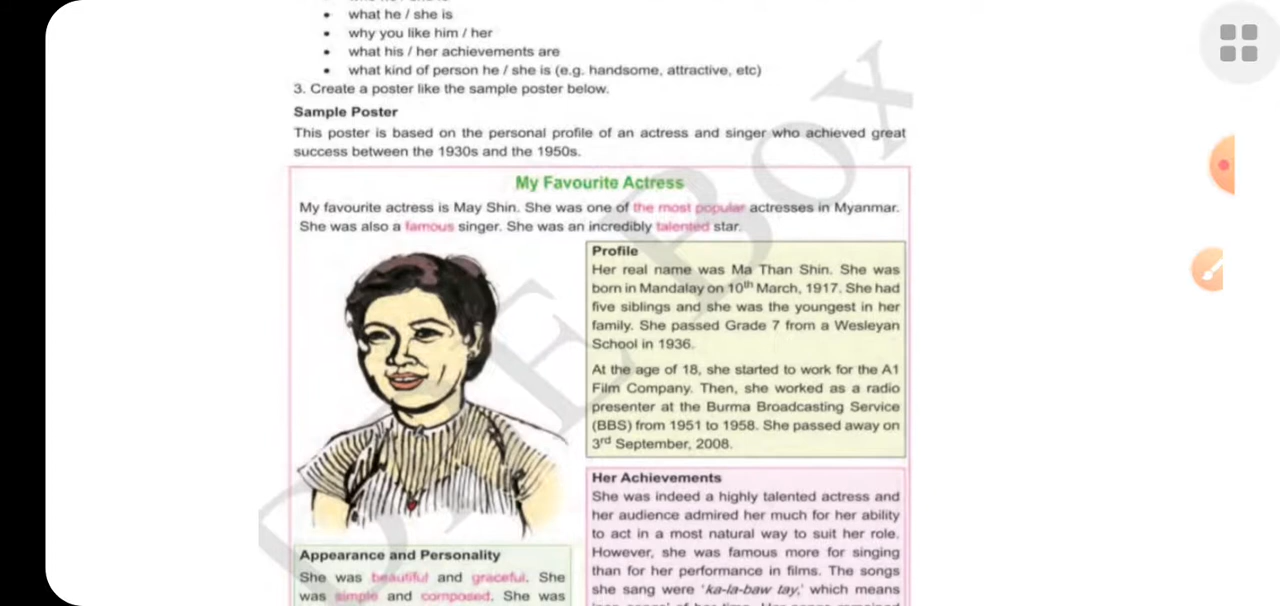 • what he / she is
• why you like him / her
• what his / her achievements are
• what kind of person he / she is (e.g. handsome, attractive, etc)
3. Create a poster like the sample poster below.
Sample Poster
This poster is based on the personal profile of an actress and singer who achieved great
success between the 1930s and the 1950s.
My Favourite Actress
My favourite actress is May Shin. She was one of the most popular actresses in Myanmar.
She was also a famous singer. She was an incredibly talented star.
Profile
Her real name was Ma Than Shin. She was
born in Mandalay on 10th March, 1917. She had
five siblings and she was the youngest in her
family. She passed Grade 7 from a Wesleyan
School in 1936.
At the age of 18, she started to work for the A1
Film Company. Then, she worked as a radio
presenter at the Burma Broadcasting Service
(BBS) from 1951 to 1958. She passed away on
3rd September, 2008.
Her Achievements
She was indeed a highly talented actress and
her audience admired her much for her ability
to act in a most natural way to suit her role.
However, she was famous more for singing
than for her performance in films. The songs
she sang were 'ka-la-baw tay,' which means
Appearance and Personality
She was beautiful and graceful. She
was simple and composed. She was